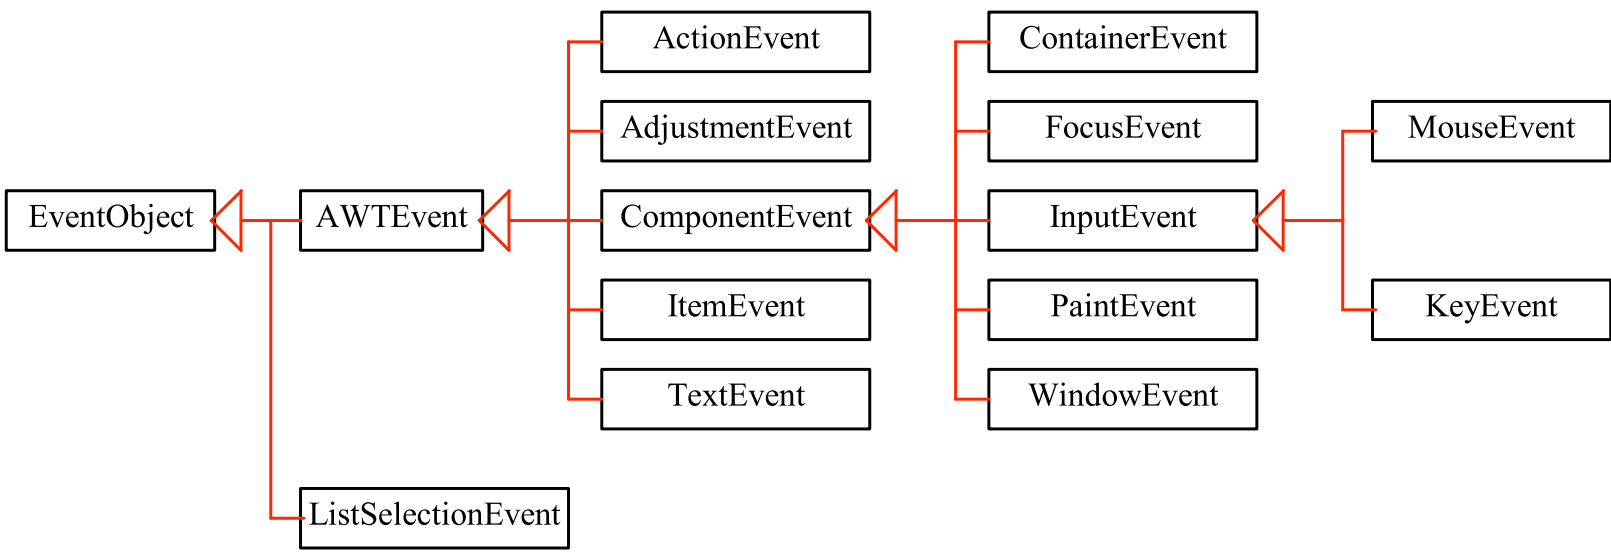 ActionEvent
ContainerEvent
AdjustmentEvent
FocusEvent
MouseEvent
EventObject
AWTEvent
ComponentEvent
InputEvent
ItemEvent
PaintEvent
KeyEvent
TextEvent
WindowEvent
ListSelectionEvent